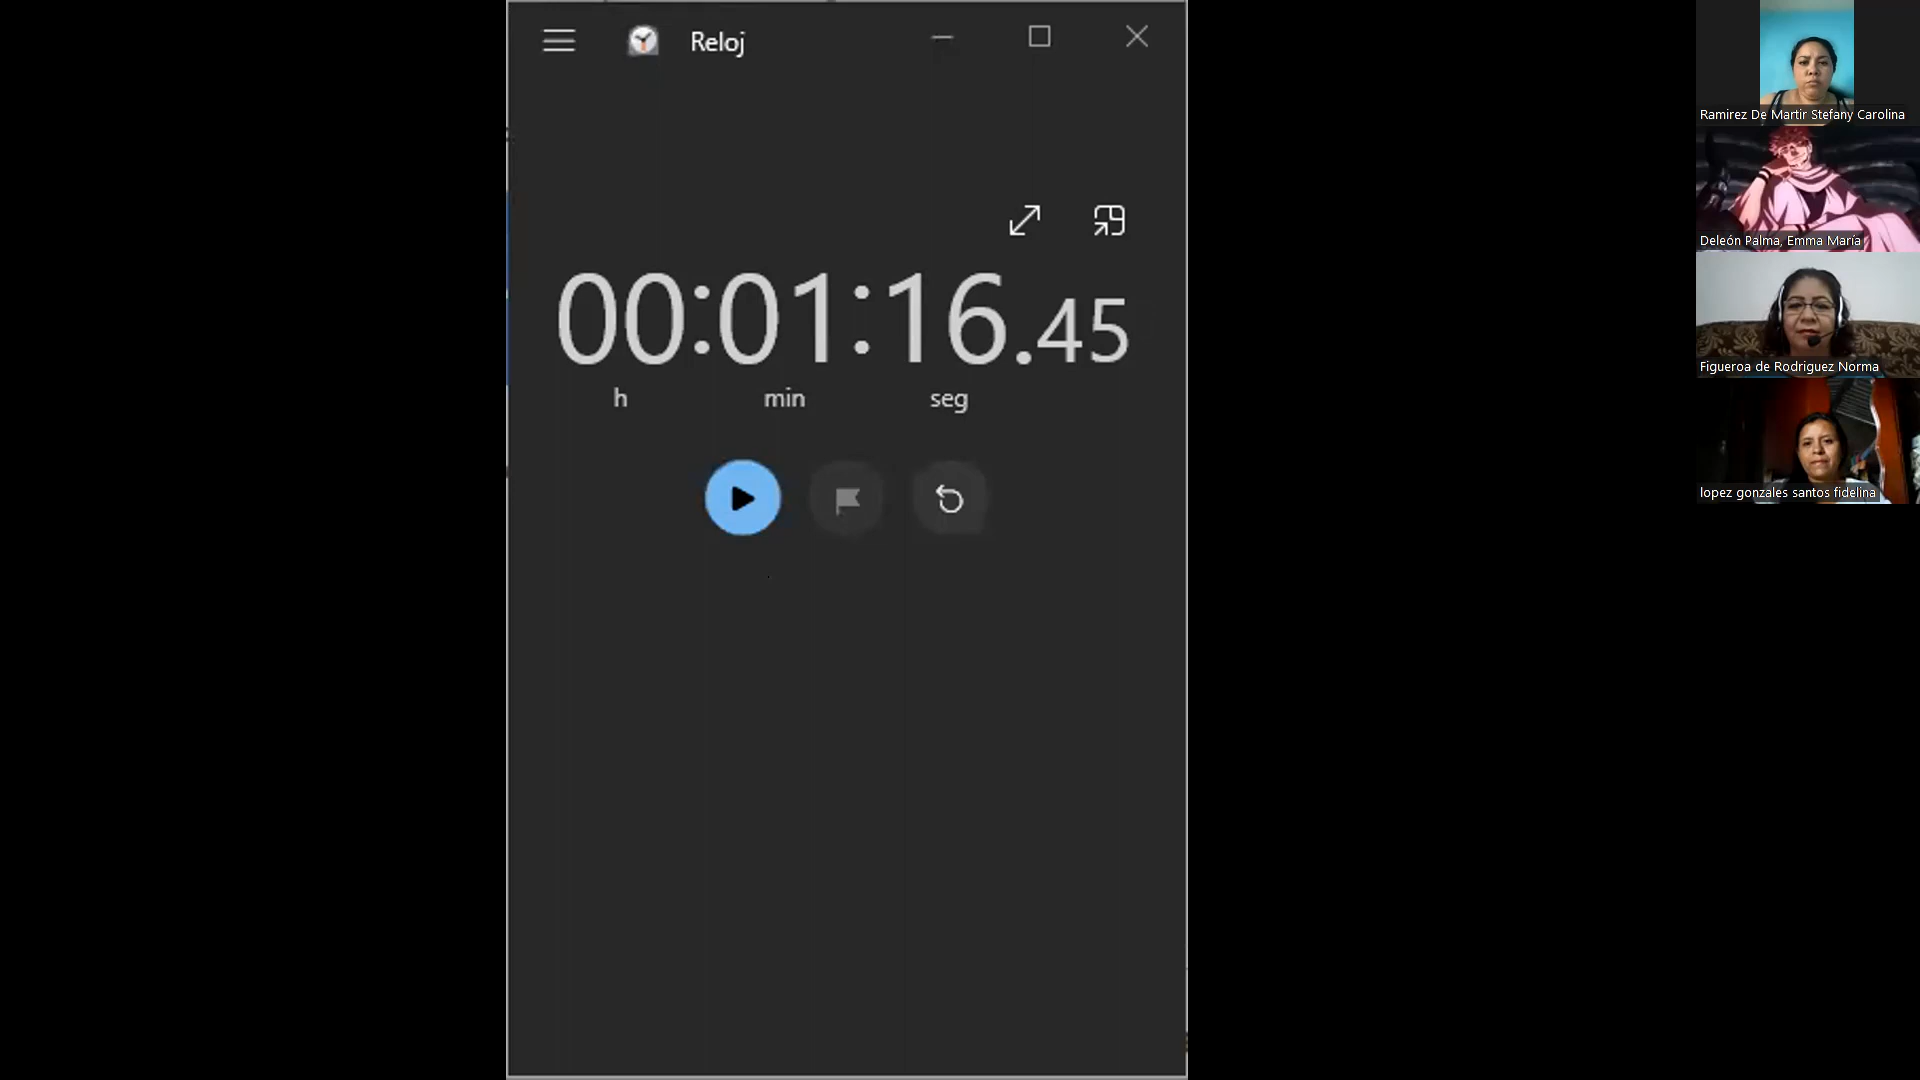 Reloj
00:01:16.45
h min seg
Ramirez De Martir Stefany Carolina
Deleón Palma, Emma María
Figueroa de Rodriguez Norma
lopez gonzales santos fidelina